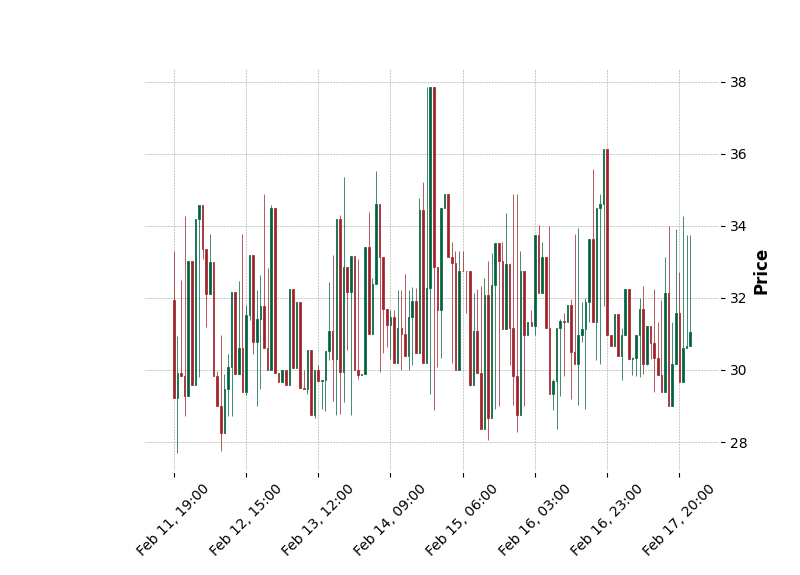 38
36
34
32
30
28
Price
Feb 11, 19:00
Feb 12, 15:00
Feb 13, 12:00
Feb 14, 09:00
Feb 15, 06:00
Feb 16, 03:00
Feb 16, 23:00
Feb 17, 20:00